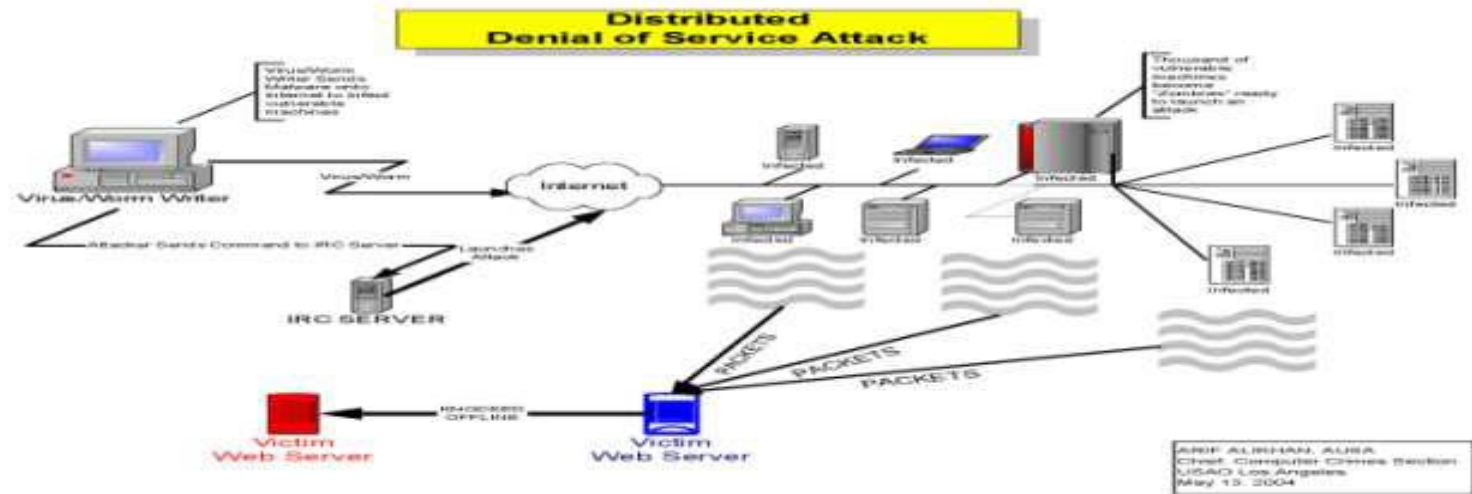 Distributed
Denial of Service Attack
Virus/Worm
Writer Sends
Malware onto
Internet to Infect
vulnerable
machines
Thousand of
vulnerable
machines
become
"Zombies" ready
to launch an
attack
Virus/Worm Writer
Virus/Worm
Internet
Infected
Infected
Infected
Infected
Infected
Infected
Infected
Infected
Infected
Infected
Attacker Sends Command to IRC Server
Launches
Attack
IRC SERVER
PACKETS
PACKETS
PACKETS
KNOCKED
OFFLINE
Victim
Web Server
Victim
Web Server
ARIF ALIKHAN, AUSA
Chief, Computer Crimes Section
USAO Los Angeles
May 13, 2004